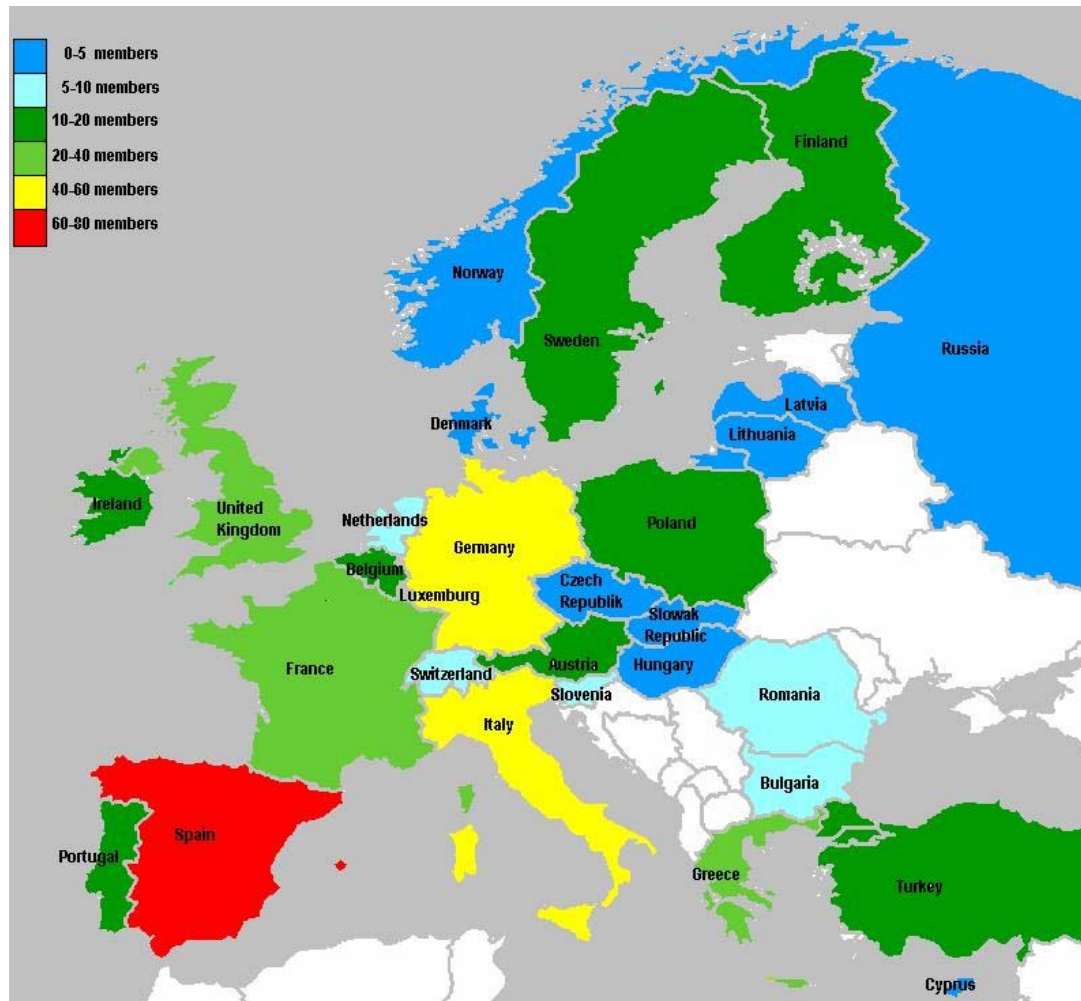 0-5 members
5-10 members
10-20 members
20-40 members
40-60 members
60-80 members
Finland
Norway
Sweden
Russia
Latvia
Denmark
Lithuania
Ireland
United
Kingdom
Netherlands
Poland
Germany
Belgium
Czech
Republik
Luxemburg
Slowak
Republic
France
Switzerland
Austria
Hungary
Slovenia
Romania
Italy
Bulgaria
Spain
Portugal
Greece
Turkey
Cyprus